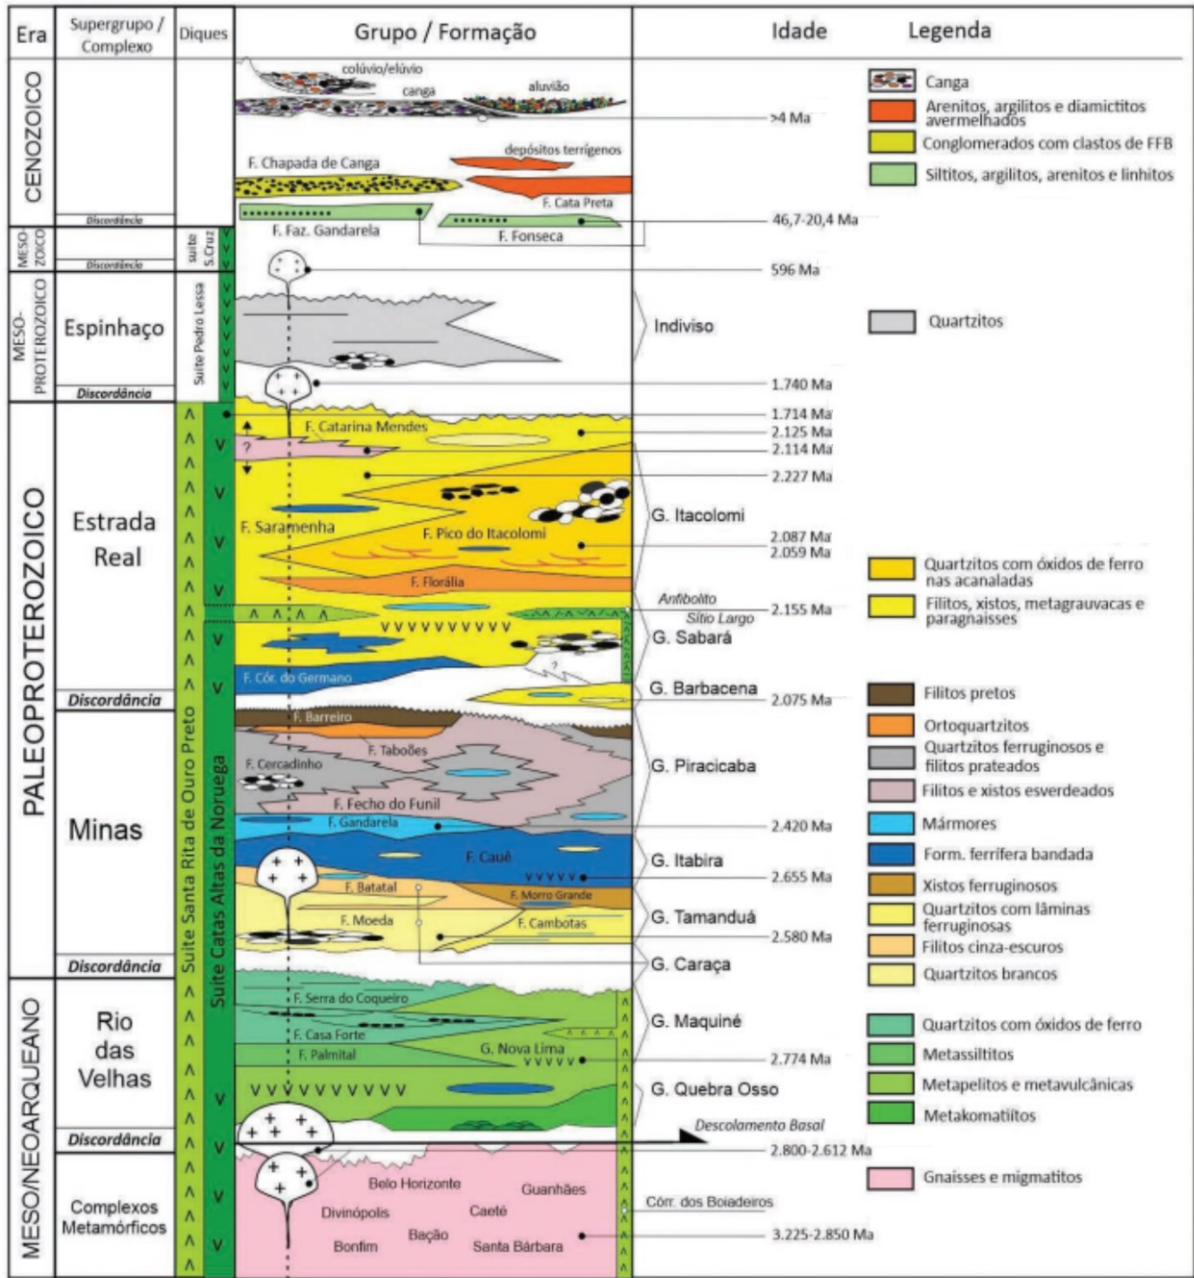 Era
Supergrupo /
Complexo
Diques
Grupo / Formação
Idade
Legenda
CENOZOICO
Discordância
colúvio/elúvio
canga
aluvião
>4 Ma
depósitos terrígenos
F. Chapada de Canga
F. Cata Preta
F. Faz. Gandarela
F. Fonseca
46,7-20,4 Ma
Canga
Arenitos, argilitos e diamictitos
avermelhados
Conglomerados com clastos de FFB
Siltitos, argilitos, arenitos e linhitos
MESO-
ZOICO
Discordância
suite
S.Cruz
596 Ma
MESO-
PROTEROZOICO
Espinhaço
Discordância
Suite Pedro Lessa
Indiviso
1.740 Ma
Quartzitos
PALEOPROTEROZOICO
Estrada
Real
Discordância
Suite Santa Rita de Ouro Preto
Suite Catas Altas da Noruega
1.714 Ma
F. Catarina Mendes
2.125 Ma
?
2.114 Ma
2.227 Ma
F. Saramenha
F. Pico do Itacolomi
G. Itacolomi
2.087 Ma
2.059 Ma
F. Florália
Anfibolito
Sítio Largo
2.155 Ma
G. Sabará
?
F. Cór. do Germano
G. Barbacena
2.075 Ma
Quartzitos com óxidos de ferro
nas acanaladas
Filitos, xistos, metagrauvacas e
paragnaisses
Minas
Discordância
F. Barreiro
F. Taboões
F. Cercadinho
G. Piracicaba
F. Fecho do Funil
F. Gandarela
2.420 Ma
F. Cauê
G. Itabira
2.655 Ma
F. Batatal
F. Morro Grande
F. Moeda
F. Cambotas
G. Tamanduá
2.580 Ma
G. Caraça
Filitos pretos
Ortoquartzitos
Quartzitos ferruginosos e
filitos prateados
Filitos e xistos esverdeados
Mármores
Form. ferrífera bandada
Xistos ferruginosos
Quartzitos com lâminas
ferruginosas
Filitos cinza-escuros
Quartzitos brancos
MESO/NEOARQUEANO
Rio
das
Velhas
Discordância
F. Serra do Coqueiro
F. Casa Forte
F. Palmital
G. Nova Lima
G. Maquiné
2.774 Ma
G. Quebra Osso
Descolamento Basal
2.800-2.612 Ma
Quartzitos com óxidos de ferro
Metassiltitos
Metapelitos e metavulcânicas
Metakomatiítos
Complexos
Metamórficos
Belo Horizonte
Guanhães
Divinópolis
Caeté
Bação
Bonfim
Santa Bárbara
Córr. dos Boiadeiros
3.225-2.850 Ma
Gnaisses e migmatitos